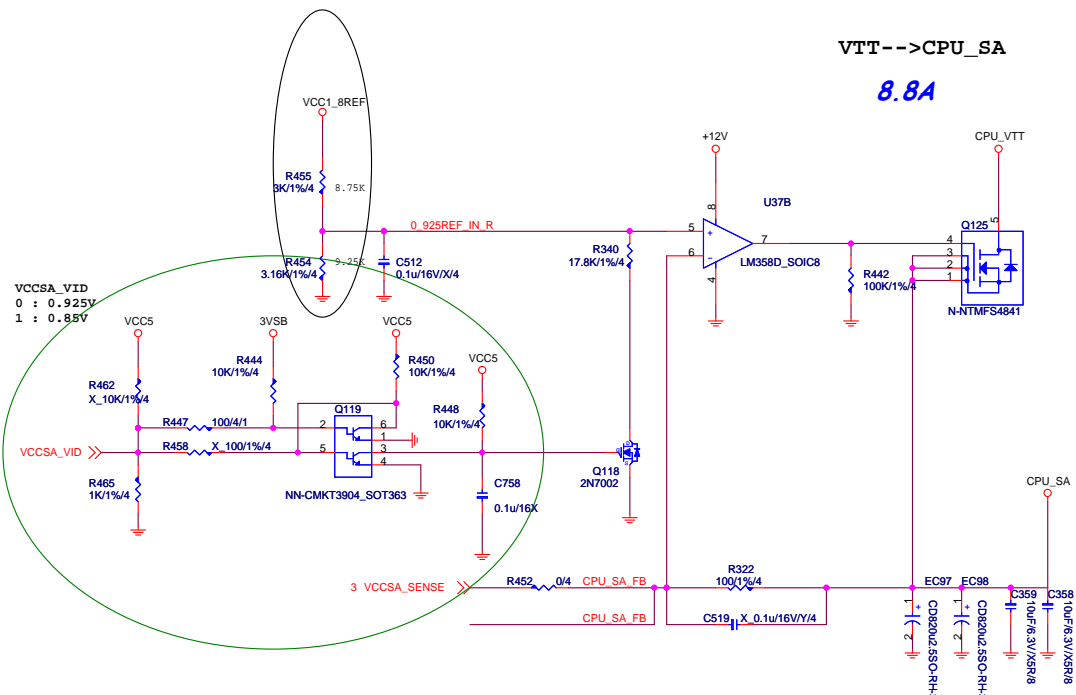 VTT-->CPU_SA
8.8A
VCC1_8REF
+12V
CPU_VTT
R455
3K/1%/4
8.75K
8
U37B
Q125
5
0_925REF_IN_R
5
+
7
4
3
2
1
R340
17.8K/1%/4
6
-
LM358D_SOIC8
R454
3.16K/1%/4
9.25K
C512
0.1u/16V/X/4
4
R442
100K/1%/4
N-NTMFS4841
VCCSA_VID
0 : 0.925V
1 : 0.85V
VCC5
3VSB
VCC5
VCC5
R444
10K/1%/4
R450
10K/1%/4
R462
X_10K/1%/4
R448
10K/1%/4
Q119
R447
100/4/1
2
6
1
VCCSA_VID
R458
X_100/1%/4
5
3
4
R465
1K/1%/4
NN-CMKT3904_SOT363
Q118
2N7002
C758
0.1u/16X
CPU_SA
3 VCCSA_SENSE
R452
0/4
CPU_SA_FB
R322
100/1%/4
CPU_SA_FB
C519
X_0.1u/16V/Y/4
EC97
EC98
C359
C358
1
+
2
CD820u2.5SO-RH-
1
+
2
CD820u2.5SO-RH-
10uF/6.3V/X5R/8
10uF/6.3V/X5R/8